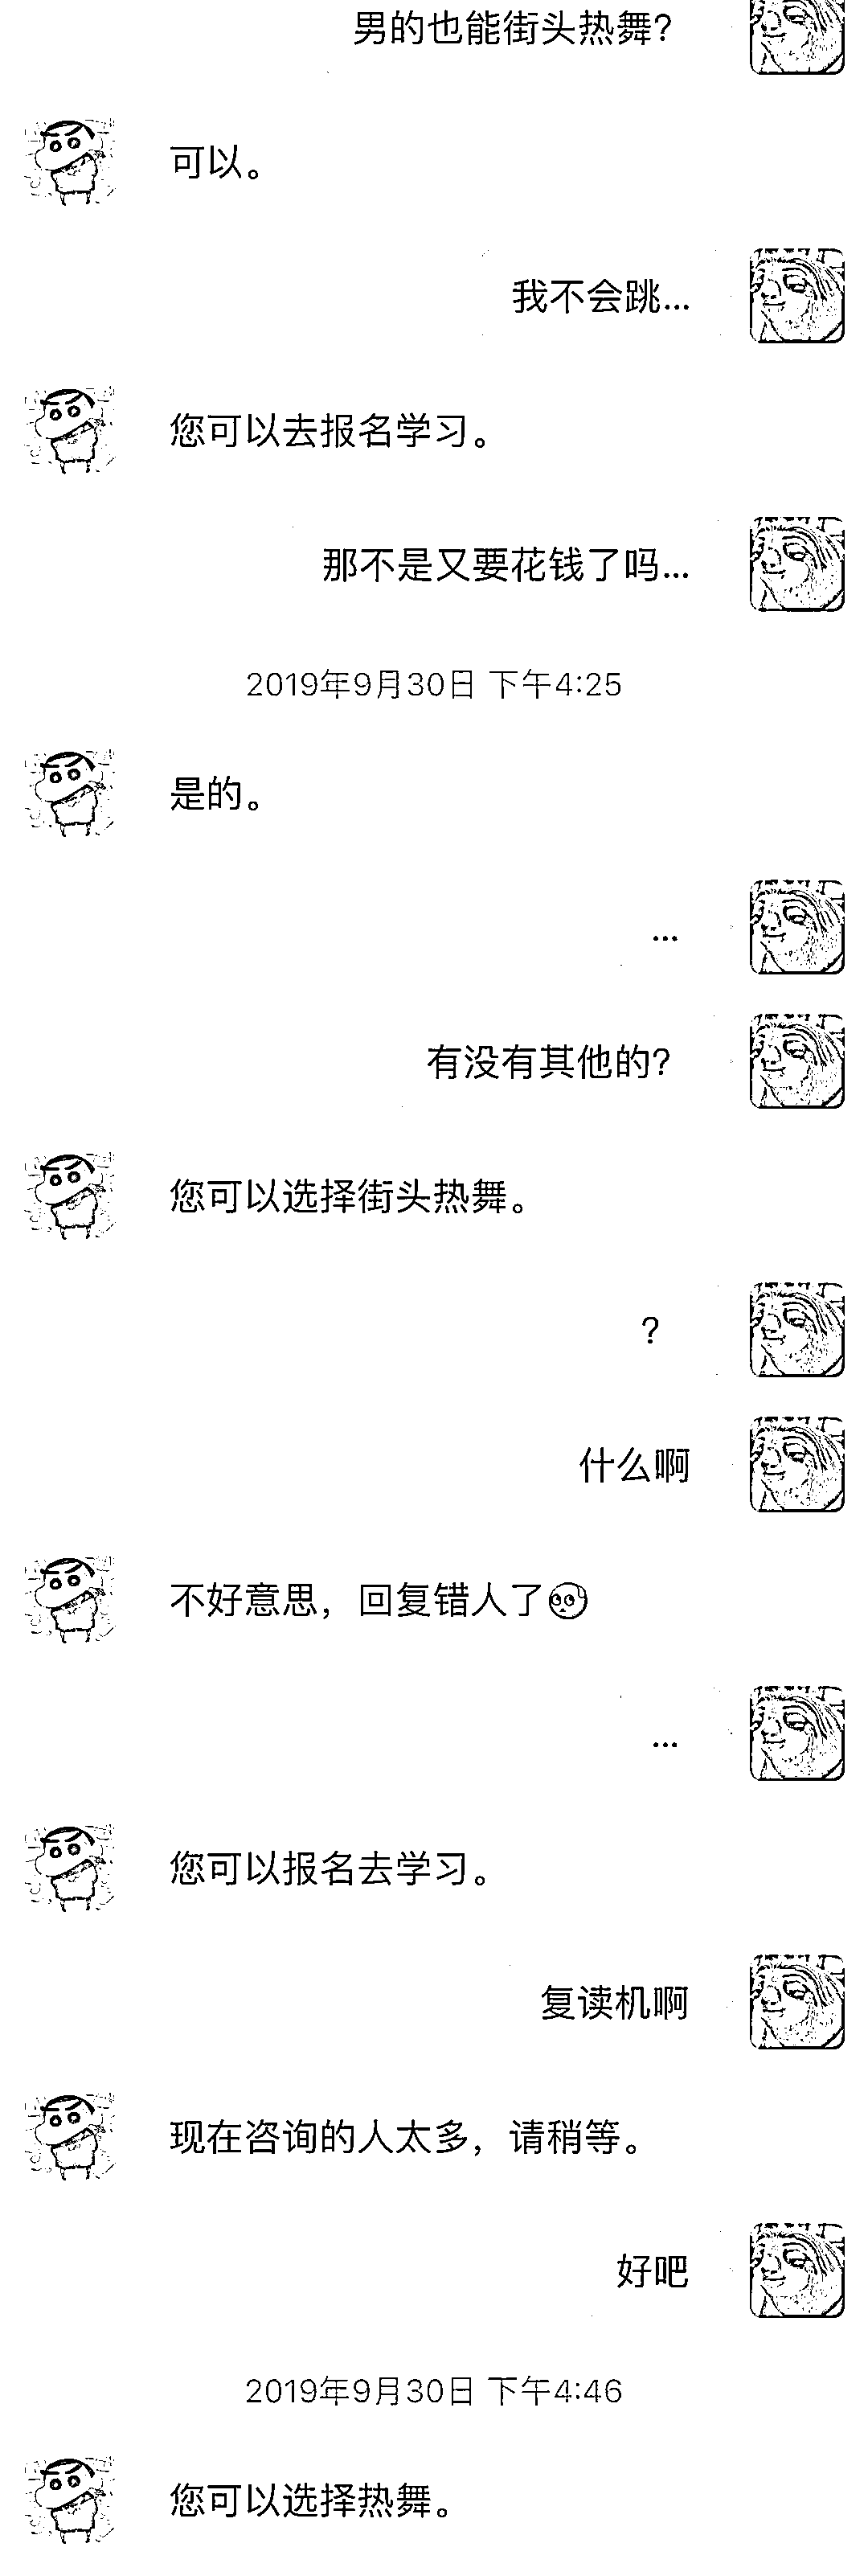 男的也能街头热舞？
可以。
我不会跳...
您可以去报名学习。
那不是又要花钱了吗...
2019年9月30日 下午4:25
是的。
...
有没有其他的？
您可以选择街头热舞。
？
什么啊
不好意思，回复错人了🥺
...
您可以报名去学习。
复读机啊
现在咨询的人太多，请稍等。
好吧
2019年9月30日 下午4:46
您可以选择热舞。